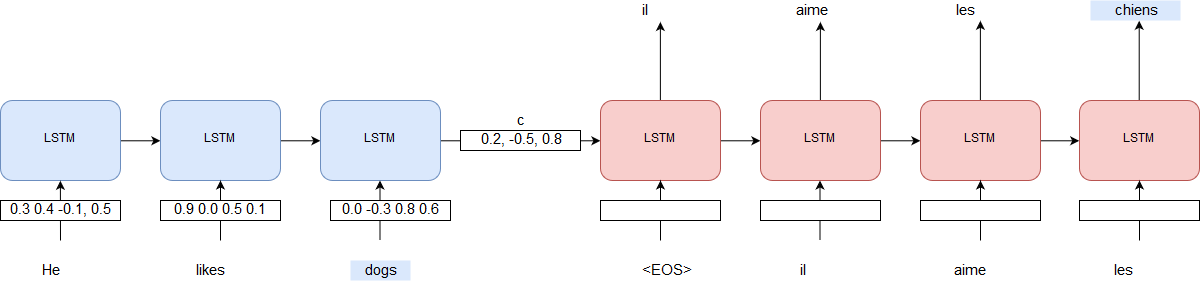 il aime les chiens
LSTM LSTM LSTM c LSTM LSTM LSTM LSTM
0.2, -0.5, 0.8
0.3 0.4 -0.1, 0.5 0.9 0.0 0.5 0.1 0.0 -0.3 0.8 0.6
He likes dogs <EOS> il aime les